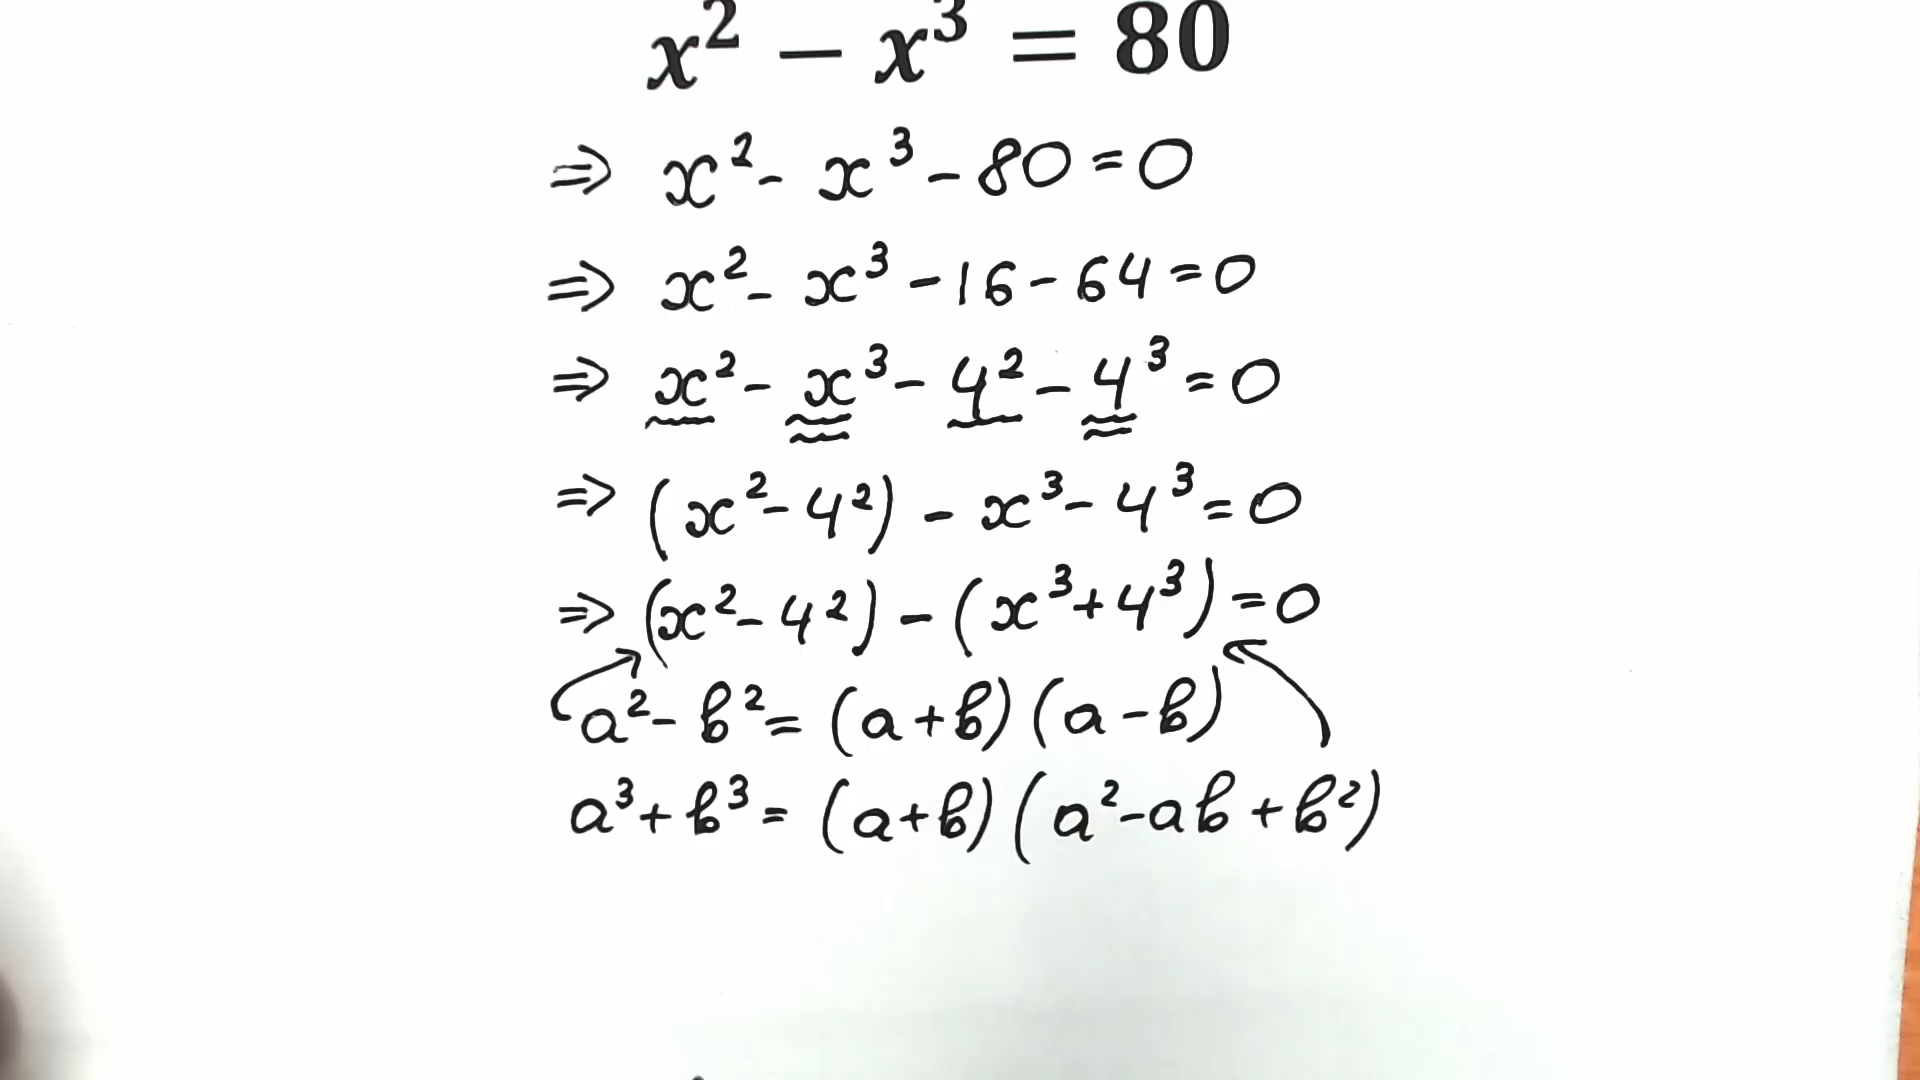 x² − x³ = 80
⇒ x² - x³ - 80 = 0
⇒ x² - x³ - 16 - 64 = 0
⇒ x² - x³ - 4² - 4³ = 0
⇒ (x² - 4²) - x³ - 4³ = 0
⇒ (x² - 4²) - (x³ + 4³) = 0
a² - b² = (a + b) (a - b)
a³ + b³ = (a + b) (a² - ab + b²)